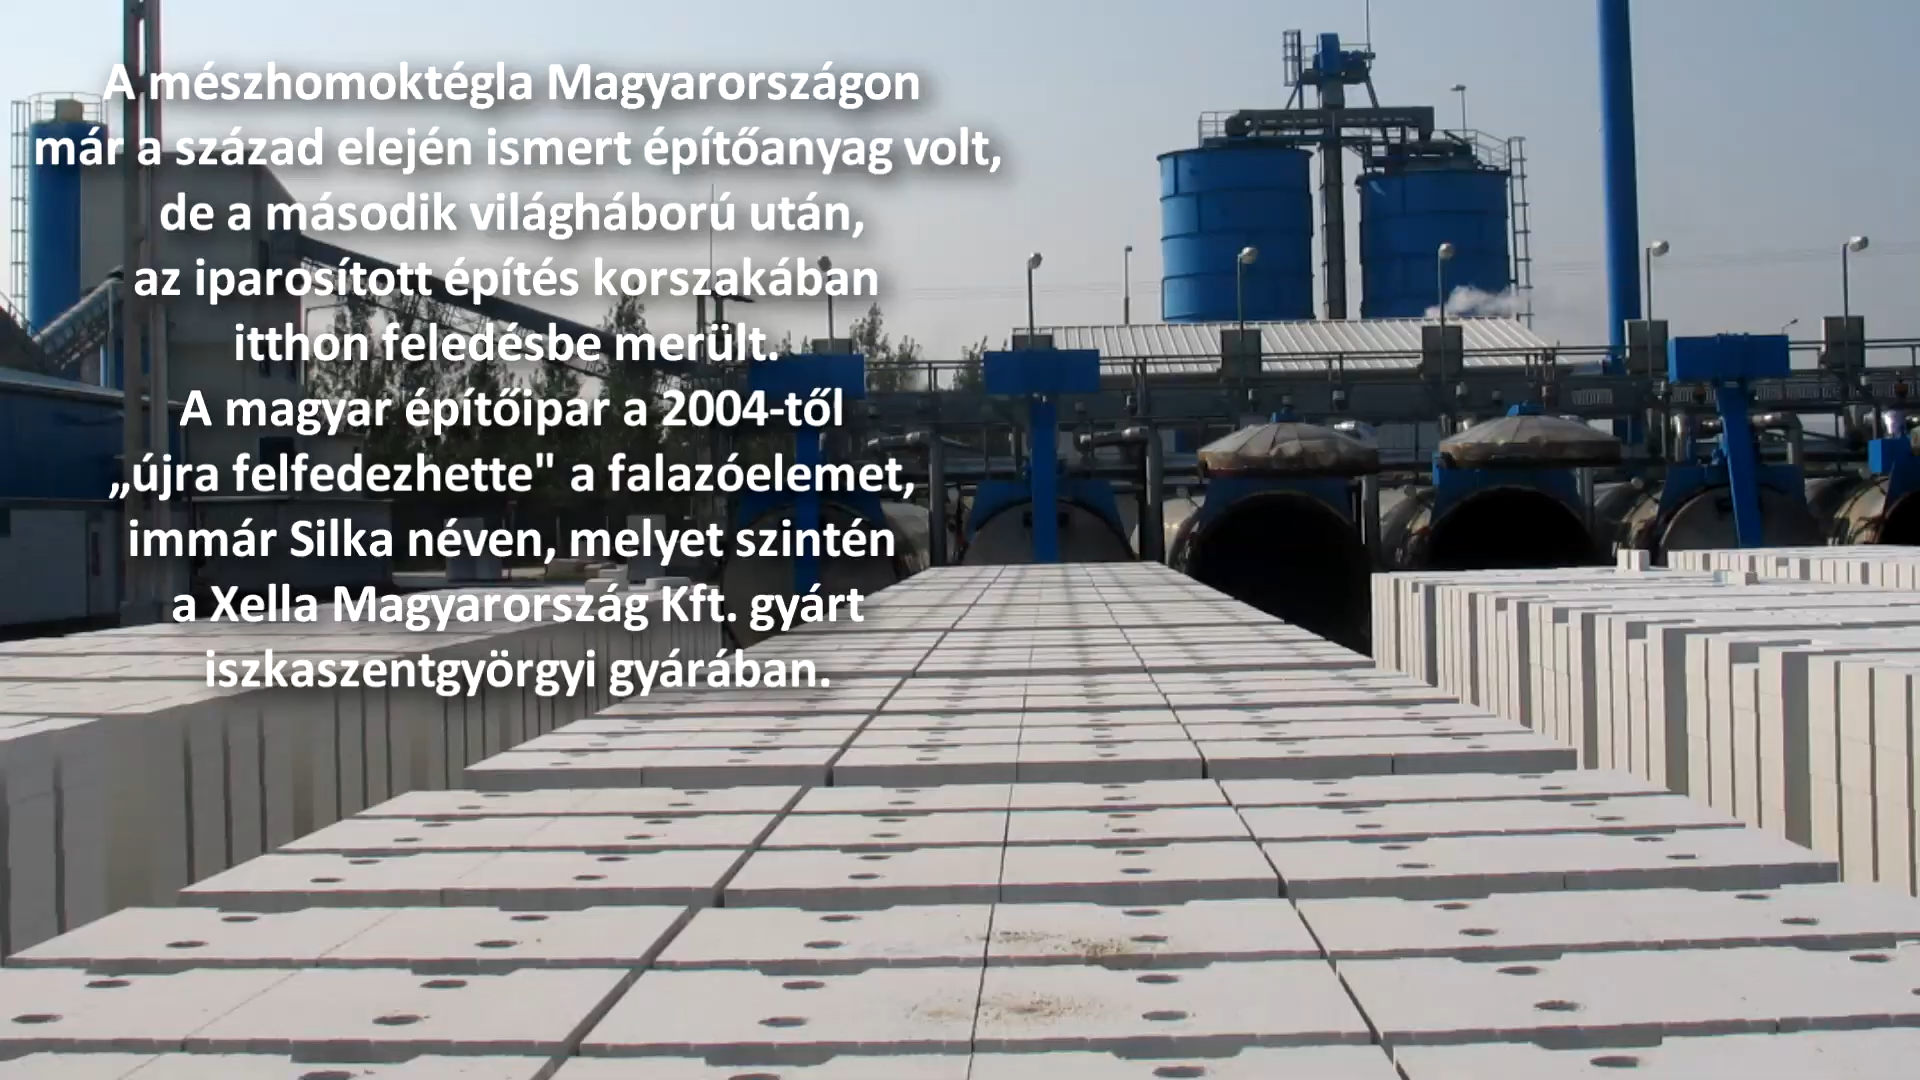 A mészhomoktégla Magyarországon
már a század elején ismert építőanyag volt,
de a második világháború után,
az iparosított építés korszakában
itthon feledésbe merült.
A magyar építőipar a 2004-től
„újra felfedezhette" a falazóelemet,
immár Silka néven, melyet szintén
a Xella Magyarország Kft. gyárt
iszkaszentgyörgyi gyárában.